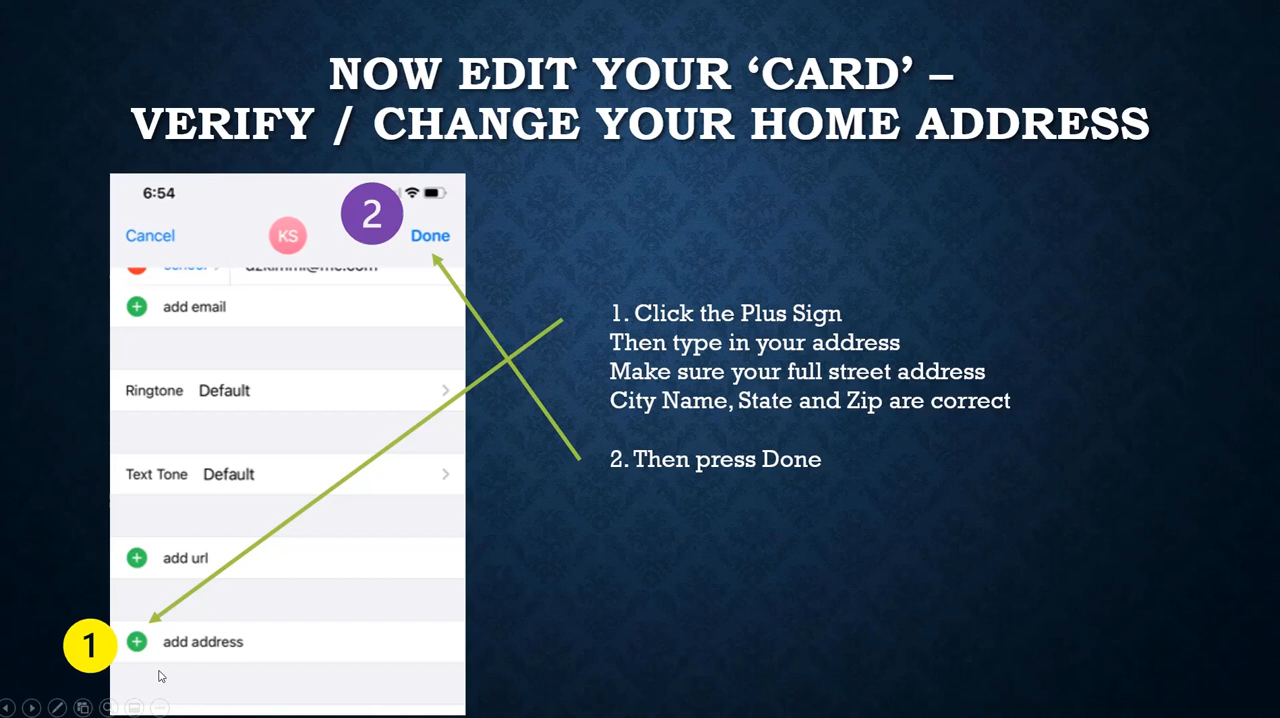 NOW EDIT YOUR ‘CARD’ –
VERIFY / CHANGE YOUR HOME ADDRESS
6:54
2
Cancel
KS
Done
add email
Ringtone Default
Text Tone Default
add url
1
add address
1. Click the Plus Sign
Then type in your address
Make sure your full street address
City Name, State and Zip are correct
2. Then press Done